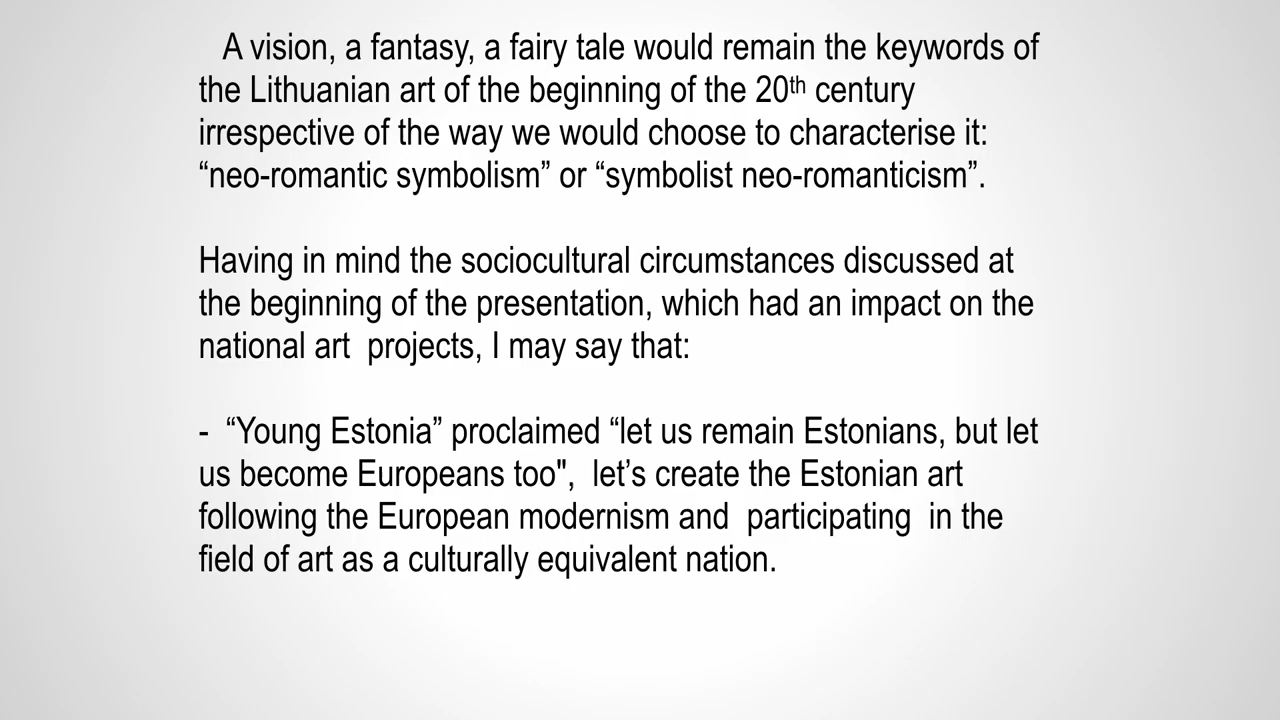 A vision, a fantasy, a fairy tale would remain the keywords of
the Lithuanian art of the beginning of the 20th century
irrespective of the way we would choose to characterise it:
“neo-romantic symbolism” or “symbolist neo-romanticism”.
Having in mind the sociocultural circumstances discussed at
the beginning of the presentation, which had an impact on the
national art  projects, I may say that:
-  “Young Estonia” proclaimed “let us remain Estonians, but let
us become Europeans too",  let’s create the Estonian art
following the European modernism and  participating  in the
field of art as a culturally equivalent nation.